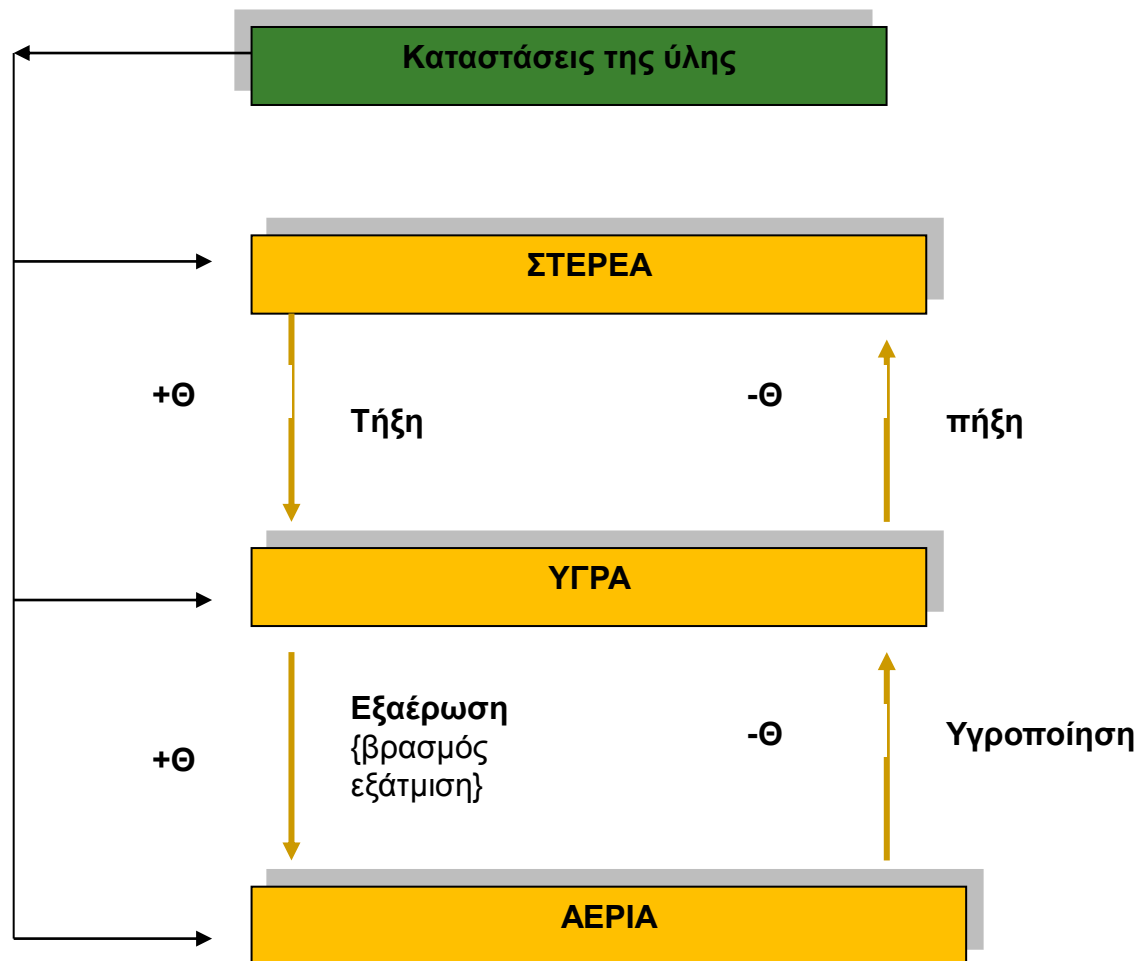 Καταστάσεις της ύλης
ΣΤΕΡΕΑ
+Θ
Τήξη
-Θ
πήξη
ΥΓΡΑ
+Θ
Εξαέρωση
{βρασμός
εξάτμιση}
-Θ
Υγροποίηση
ΑΕΡΙΑ